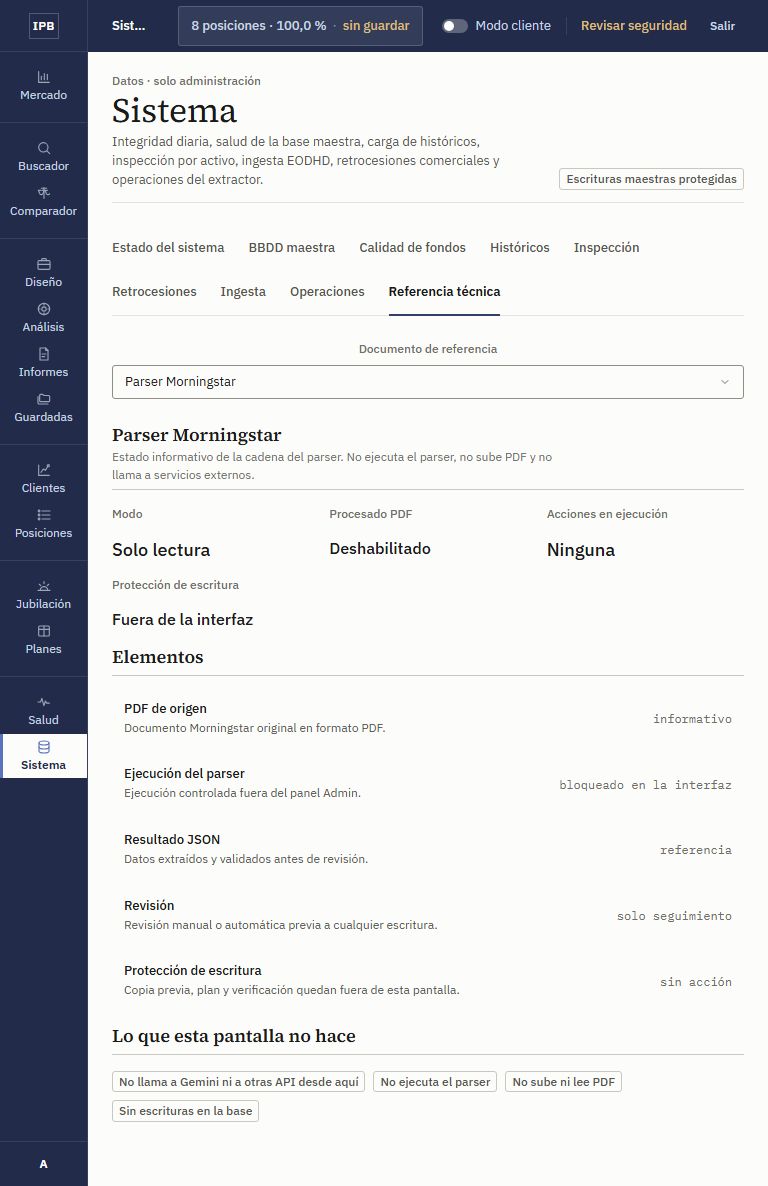 IPB
Sist...
8 posiciones · 100,0 % · sin guardar
Modo cliente
Revisar seguridad
Salir
Mercado
Buscador
Comparador
Diseño
Análisis
Informes
Guardadas
Clientes
Posiciones
Jubilación
Planes
Salud
Sistema
A
Datos · solo administración
Sistema
Integridad diaria, salud de la base maestra, carga de históricos,
inspección por activo, ingesta EODHD, retrocesiones comerciales y
operaciones del extractor.
Escrituras maestras protegidas
Estado del sistema
BBDD maestra
Calidad de fondos
Históricos
Inspección
Retrocesiones
Ingesta
Operaciones
Referencia técnica
Documento de referencia
Parser Morningstar
Parser Morningstar
Estado informativo de la cadena del parser. No ejecuta el parser, no sube PDF y no
llama a servicios externos.
Modo
Solo lectura
Procesado PDF
Deshabilitado
Acciones en ejecución
Ninguna
Protección de escritura
Fuera de la interfaz
Elementos
PDF de origen
Documento Morningstar original en formato PDF.
informativo
Ejecución del parser
Ejecución controlada fuera del panel Admin.
bloqueado en la interfaz
Resultado JSON
Datos extraídos y validados antes de revisión.
referencia
Revisión
Revisión manual o automática previa a cualquier escritura.
solo seguimiento
Protección de escritura
Copia previa, plan y verificación quedan fuera de esta pantalla.
sin acción
Lo que esta pantalla no hace
No llama a Gemini ni a otras API desde aquí
No ejecuta el parser
No sube ni lee PDF
Sin escrituras en la base